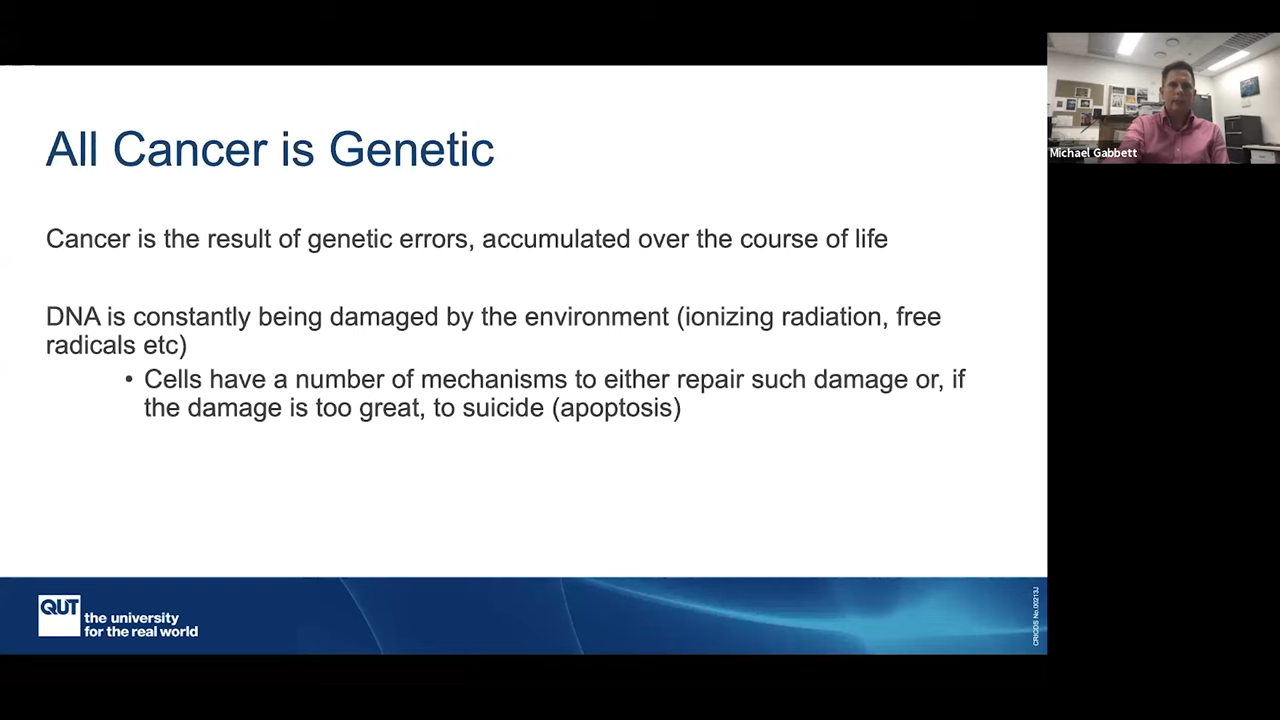 All Cancer is Genetic
Cancer is the result of genetic errors, accumulated over the course of life
DNA is constantly being damaged by the environment (ionizing radiation, free
radicals etc)
• Cells have a number of mechanisms to either repair such damage or, if
the damage is too great, to suicide (apoptosis)
QUT
the university
for the real world
CRICOS No.00213J
Michael Gabbett